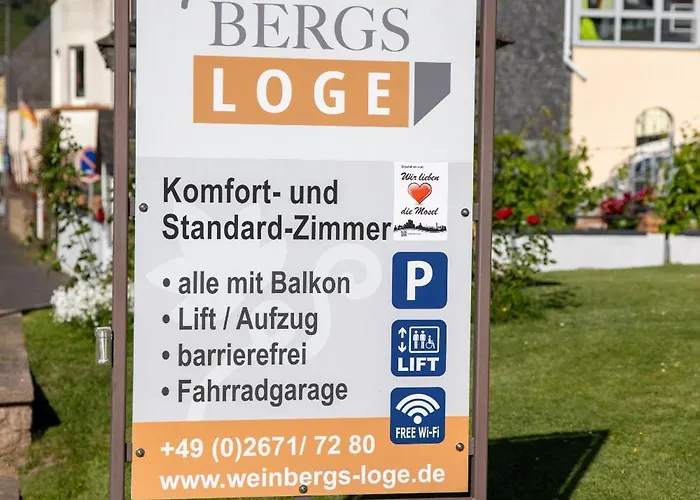 BERGS
LOGE
Komfort- und
Standard-Zimmer
Wir lieben
die Mosel
• alle mit Balkon
• Lift / Aufzug
• barrierefrei
• Fahrradgarage
P
LIFT
FREE Wi-Fi
+49 (0)2671/ 72 80
www.weinbergs-loge.de